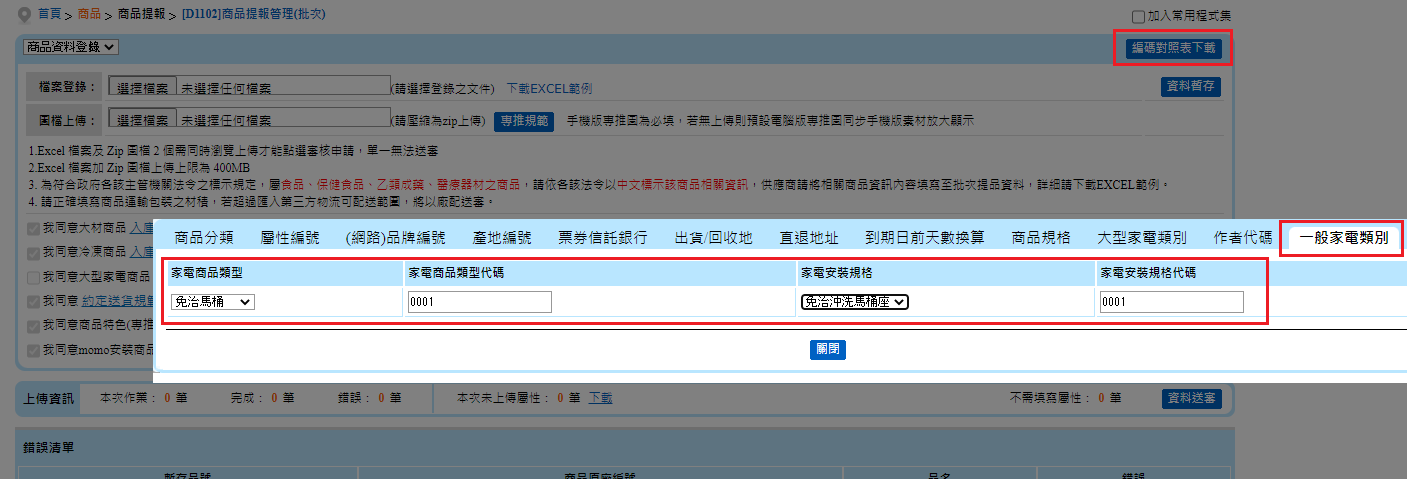 首頁 > 商品 > 商品提報 > [D1102]商品提報管理(批次)
加入常用程式集
商品資料登錄
編碼對照表下載
檔案登錄： 選擇檔案 未選擇任何檔案 (請選擇登錄之文件) 下載EXCEL範例
資料暫存
圖檔上傳： 選擇檔案 未選擇任何檔案 (請壓縮為zip上傳) 專推規範 手機版專推圖為必填，若無上傳則預設電腦版專推圖同步手機版素材放大顯示
1.Excel 檔案及 Zip 圖檔 2 個需同時瀏覽上傳才能點選審核申請，單一無法送審
2.Excel 檔案加 Zip 圖檔上傳上限為 400MB
3. 為符合政府各該主管機關法令之標示規定，屬食品、保健食品、乙類成藥、醫療器材之商品，請依各該法令以中文標示該商品相關資訊，供應商請將相關商品資訊內容填寫至批次提品資料，詳細請下載EXCEL範例。
4. 請正確填寫商品運輸包裝之材積，若超過匯入第三方物流可配送範圍，將以廠配送審。
我同意大材商品 入庫
我同意冷凍商品 入庫
我同意大型家電商品
我同意 約定送貨規範
我同意商品特色(專推
我同意momo安裝商品
商品分類 屬性編號 (網路)品牌編號 產地編號 票券信託銀行 出貨/回收地 直退地址 到期日前天數換算 商品規格 大型家電類別 作者代碼 一般家電類別
家電商品類型 家電商品類型代碼 家電安裝規格 家電安裝規格代碼
免治馬桶 0001 免治沖洗馬桶座 0001
關閉
上傳資訊 本次作業： 0 筆 完成： 0 筆 錯誤： 0 筆 本次未上傳屬性： 0 筆 下載 不需填寫屬性： 0 筆 資料送審
錯誤清單
暫存品號 商品原廠編號 品名 錯誤